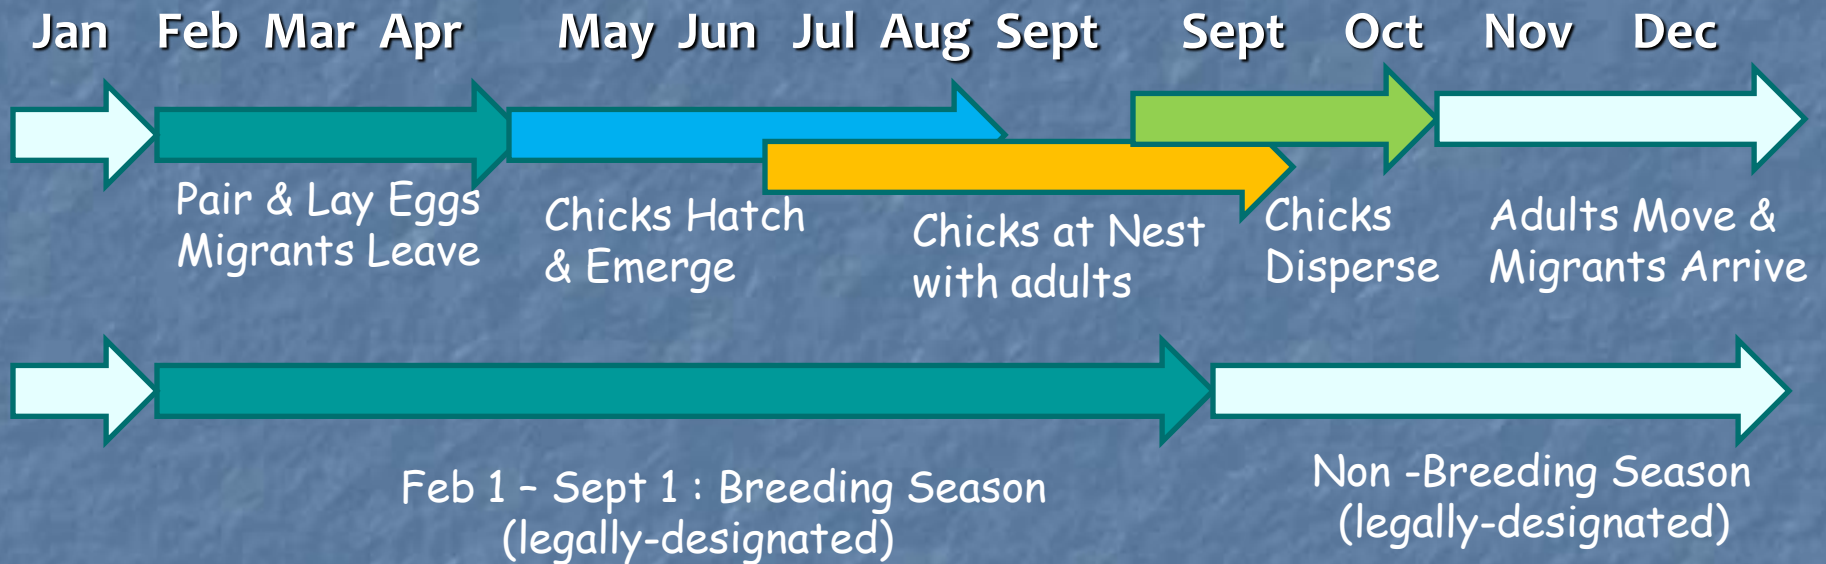 Jan Feb Mar Apr May Jun Jul Aug Sept Sept Oct Nov Dec
Pair & Lay Eggs
Migrants Leave
Chicks Hatch
& Emerge
Chicks at Nest
with adults
Chicks
Disperse
Adults Move &
Migrants Arrive
Feb 1 – Sept 1 : Breeding Season
(legally-designated)
Non -Breeding Season
(legally-designated)